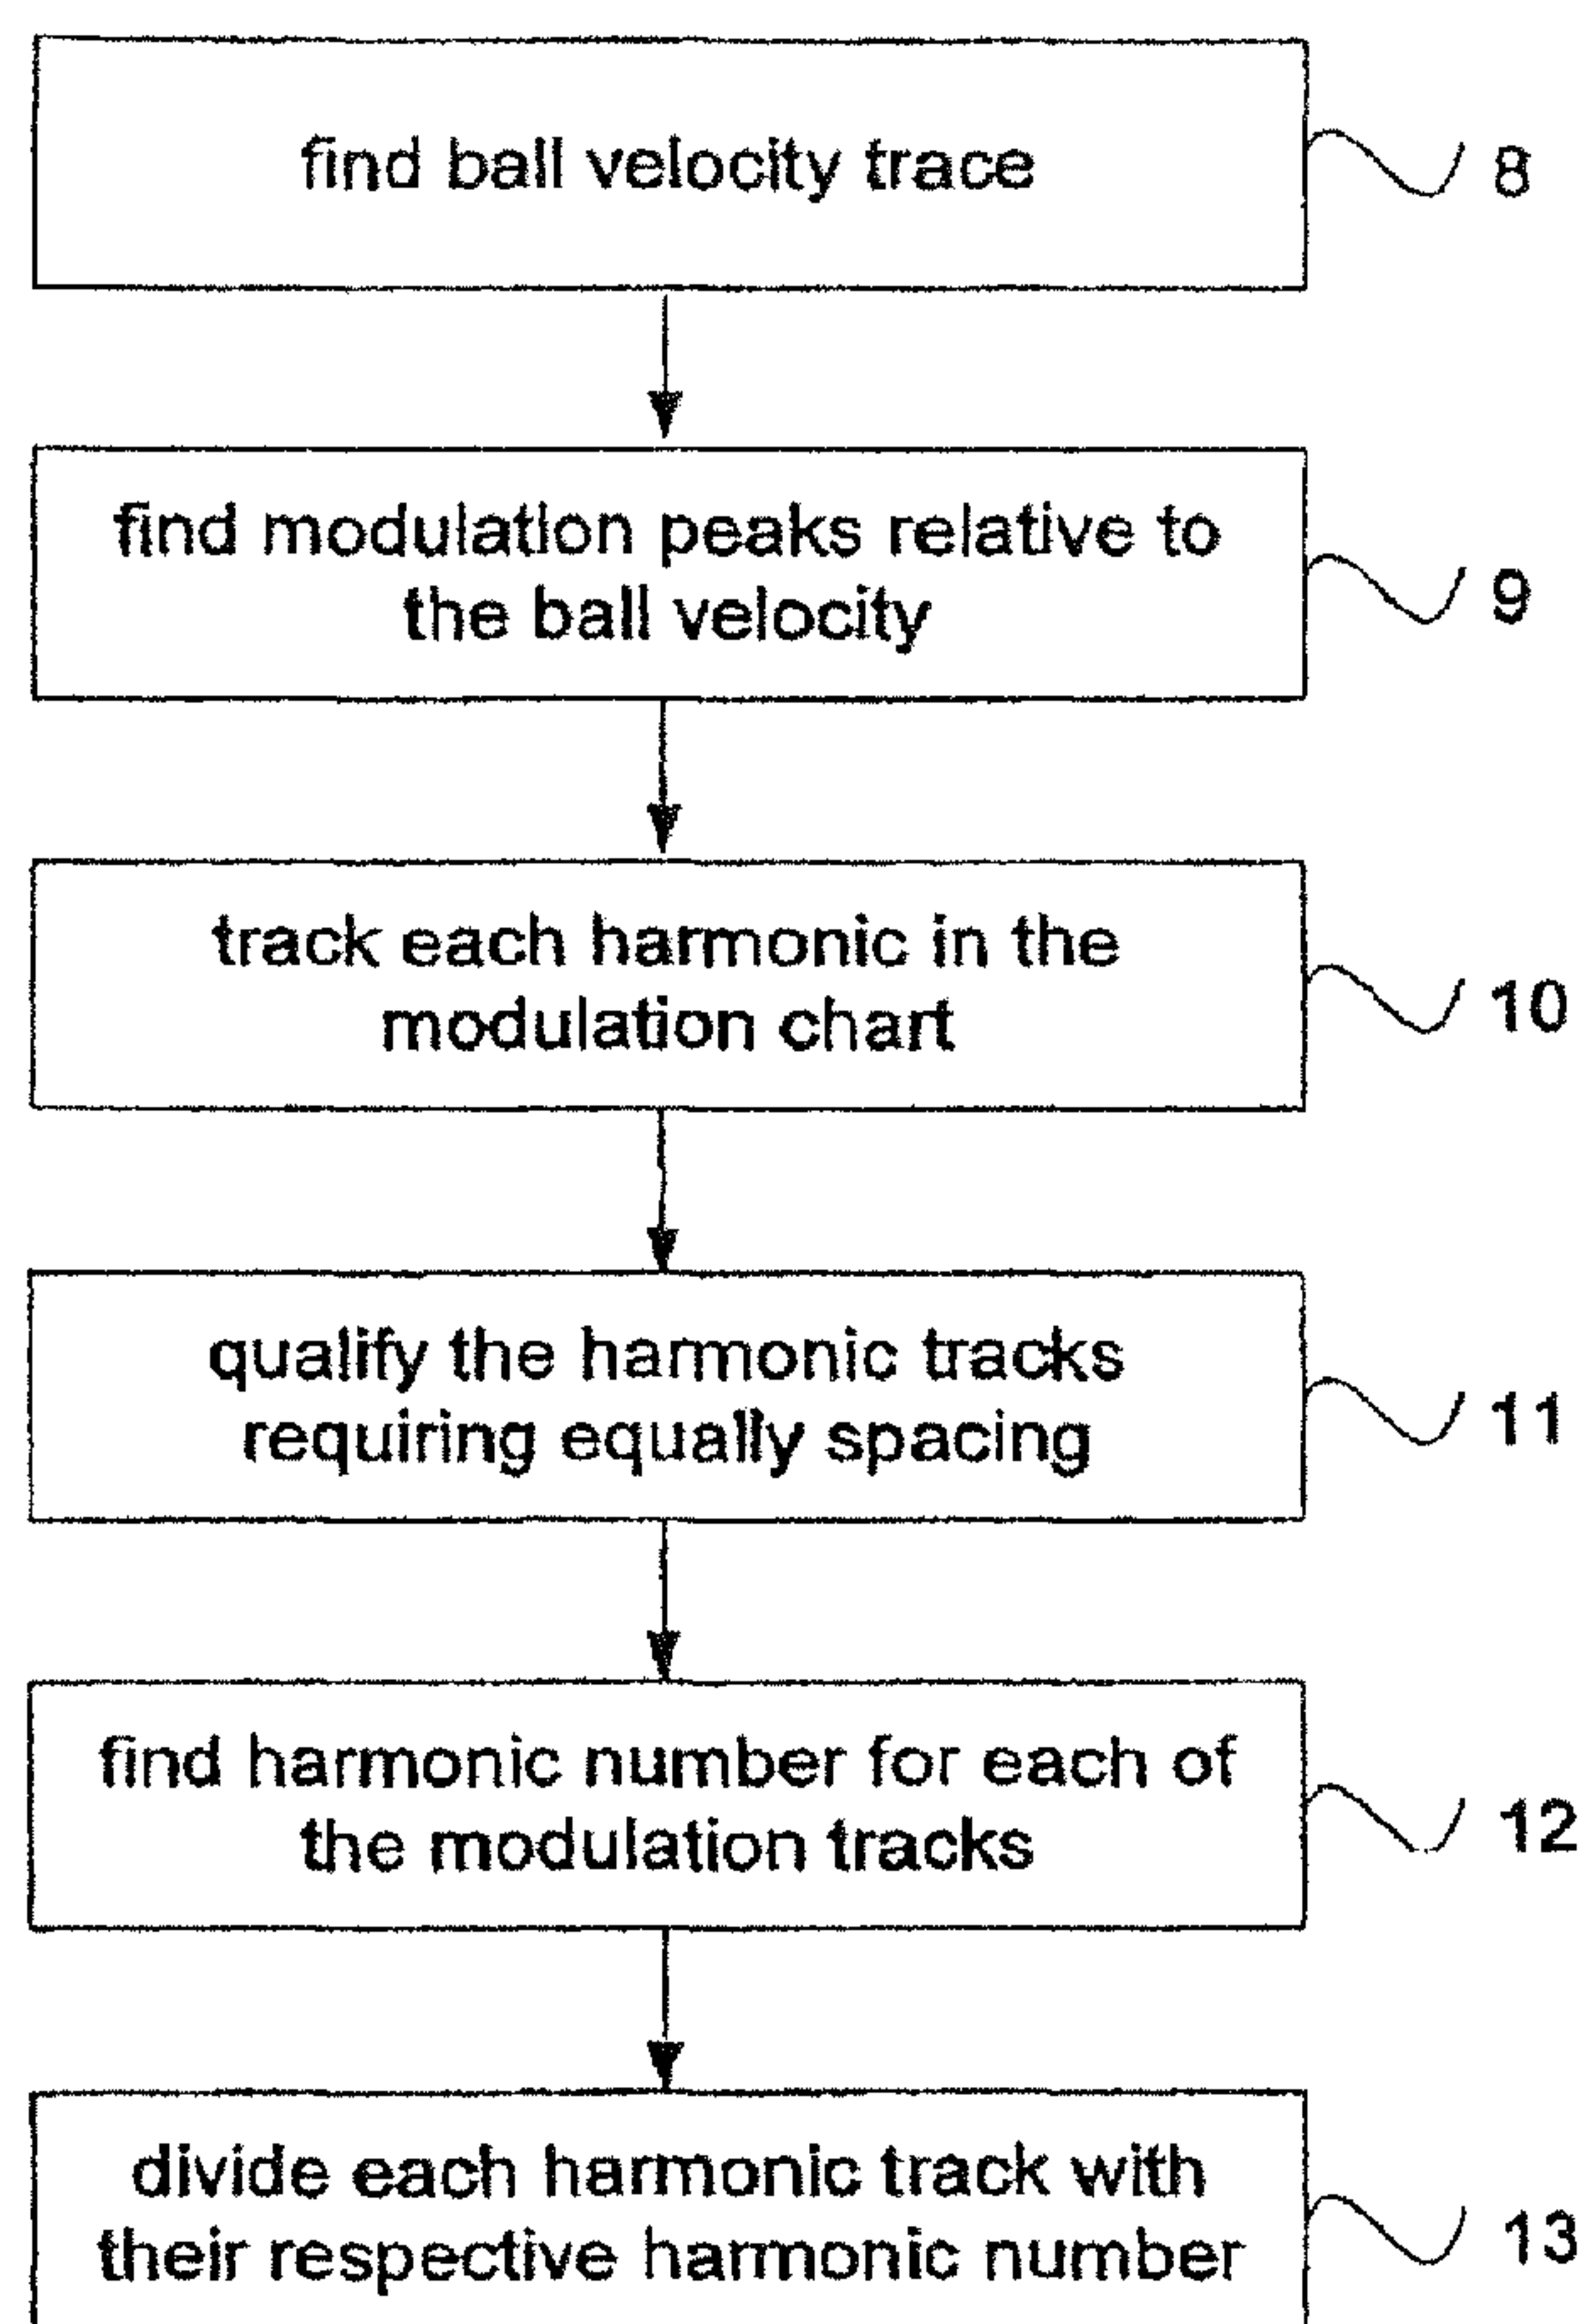 find ball velocity trace
8
find modulation peaks relative to
the ball velocity
9
track each harmonic in the
modulation chart
10
qualify the harmonic tracks
requiring equally spacing
11
find harmonic number for each of
the modulation tracks
12
divide each harmonic track with
their respective harmonic number
13